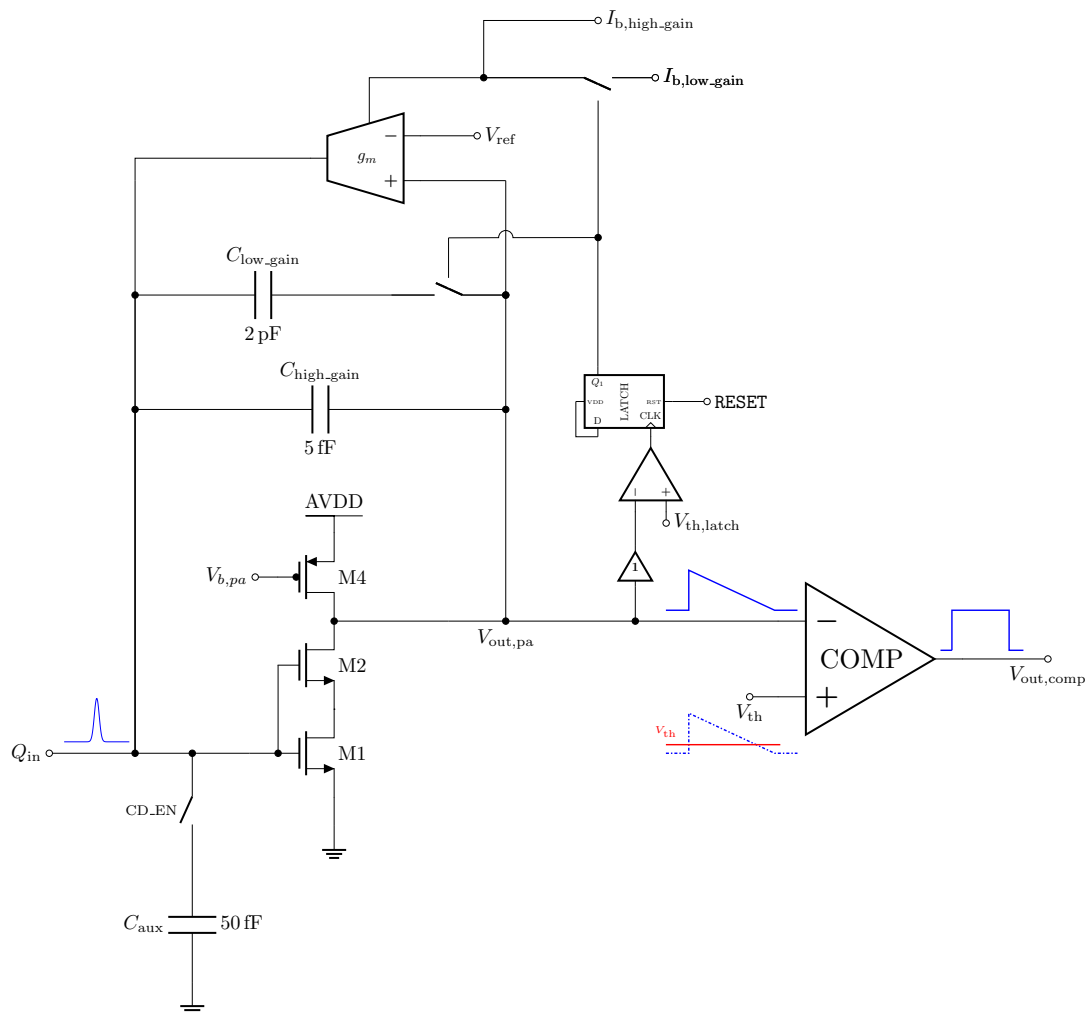 I_b,high_gain
I_b,low_gain
− V_ref
g_m
+
C_low_gain
2 pF
C_high_gain
5 fF
Q_1
LATCH
VDD
RST
RESET
D
CLK
− +
V_th,latch
AVDD
V_b,pa
M4
1
V_out,pa
−
COMP
+
V_out,comp
M2
V_th
V_th
Q_in
M1
CD_EN
C_aux
50 fF